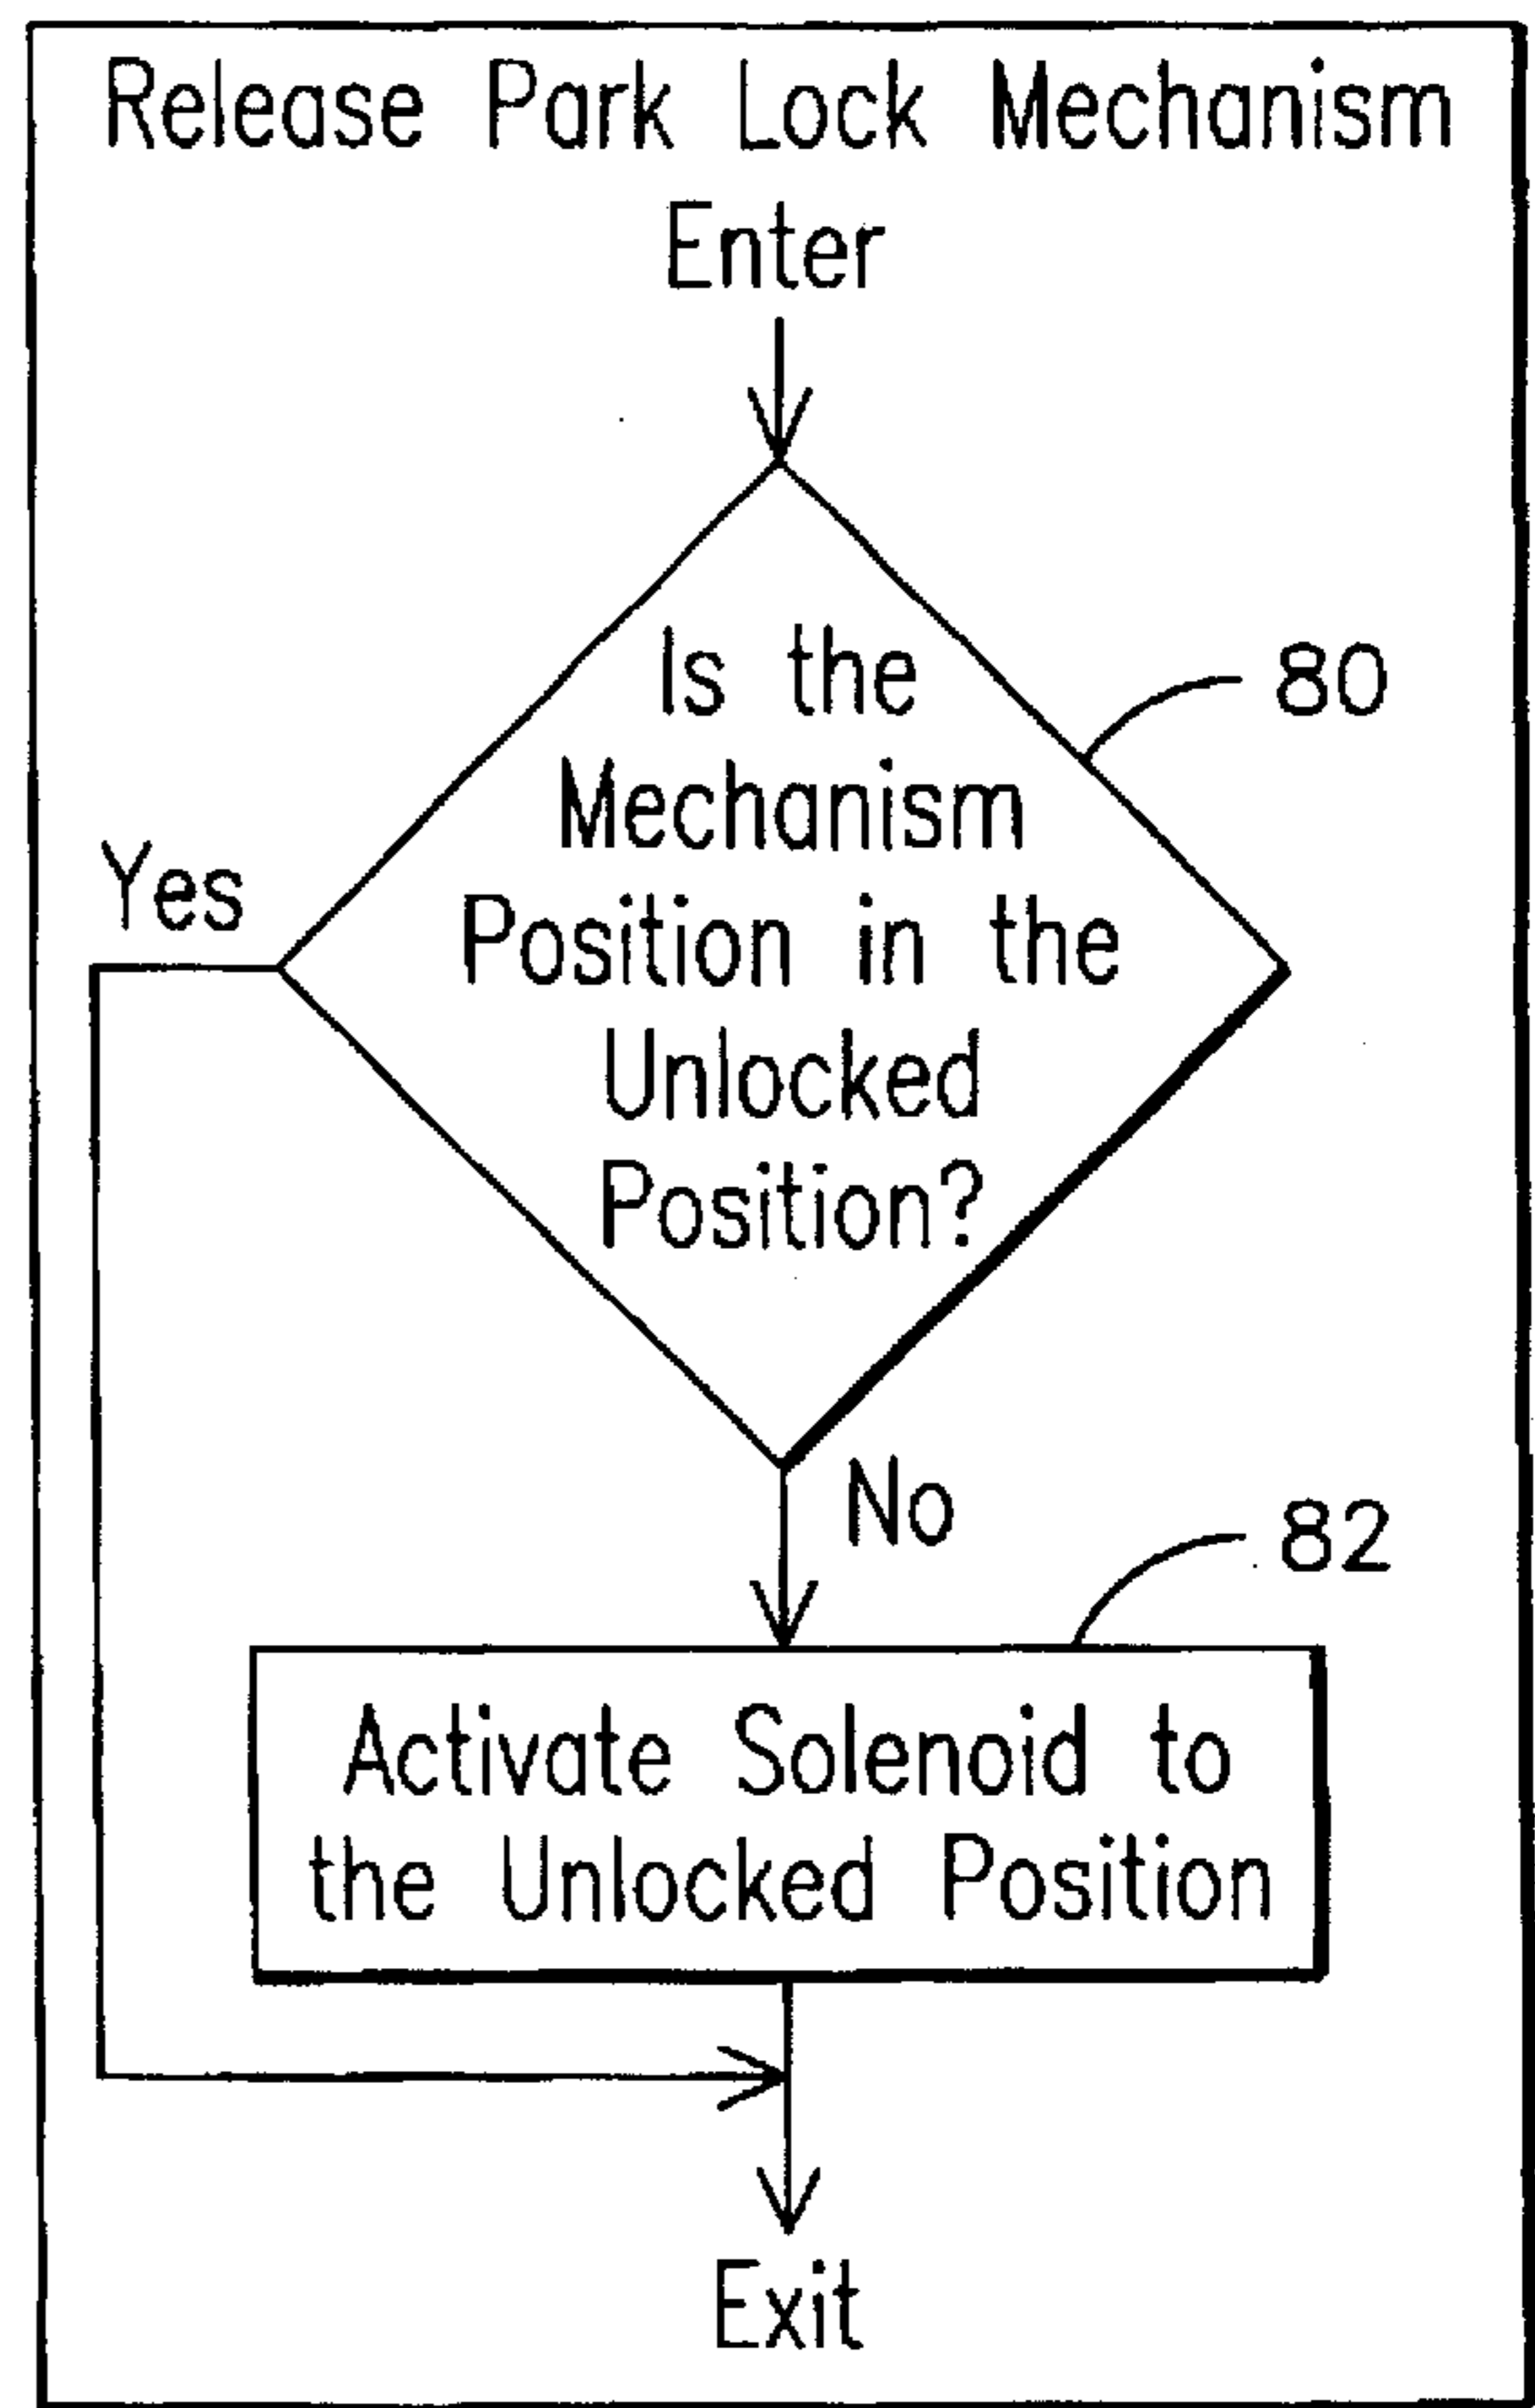 Release Park Lock Mechanism
Enter
Is the
Mechanism
Position in the
Unlocked
Position?
80
Yes
No
82
Activate Solenoid to
the Unlocked Position
Exit